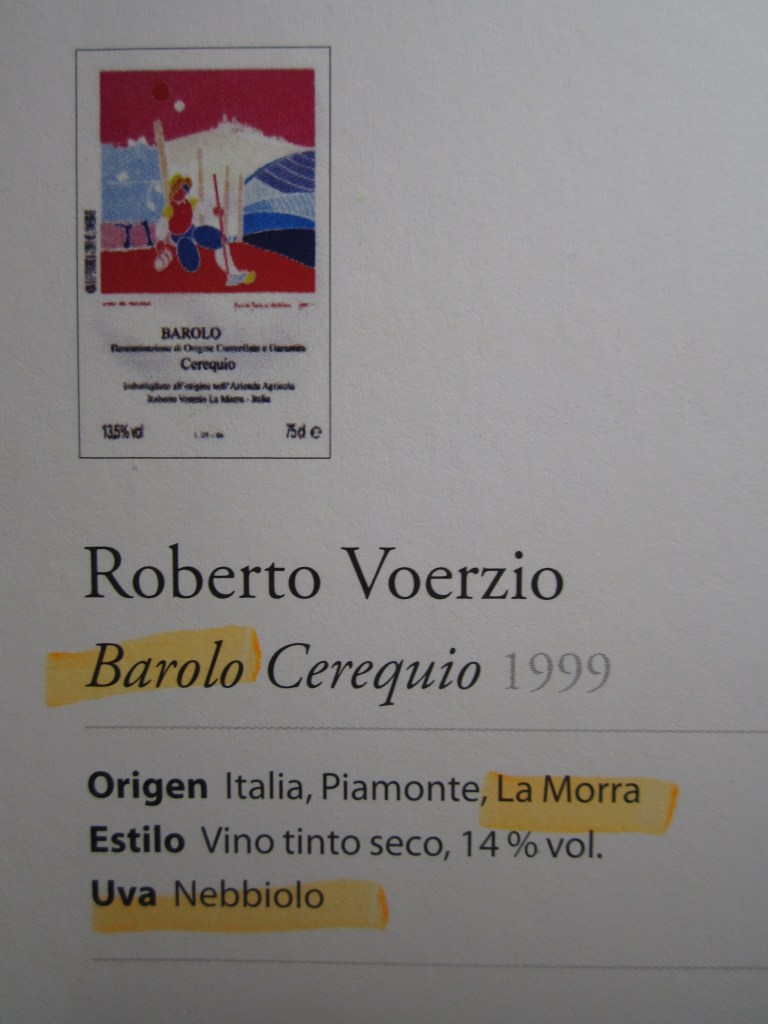 BAROLO
Denominazione di Origine Controllata e Garantita
Cerequio
Imbottigliato all'origine nell'Azienda Agricola
Roberto Voerzio La Morra - Italia
13,5% vol 75cl e
Roberto Voerzio
Barolo Cerequio 1999
Origen Italia, Piamonte, La Morra
Estilo Vino tinto seco, 14 % vol.
Uva Nebbiolo